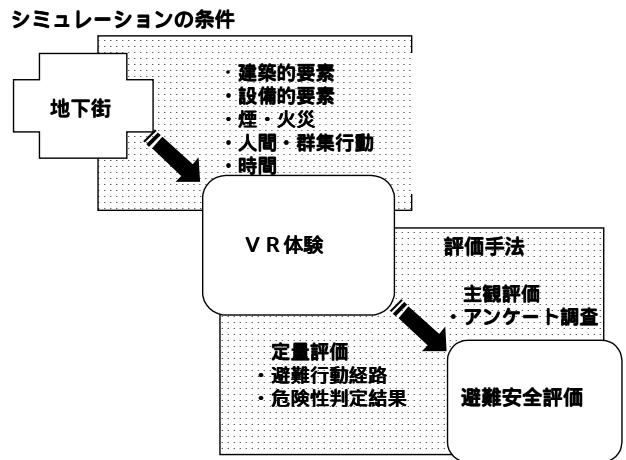 シミュレーションの条件
地下街
・建築的要素
・設備的要素
・煙・火災
・人間・群集行動
・時間
ＶＲ体験
評価手法
主観評価
・アンケート調査
定量評価
・避難行動経路
・危険性判定結果
避難安全評価